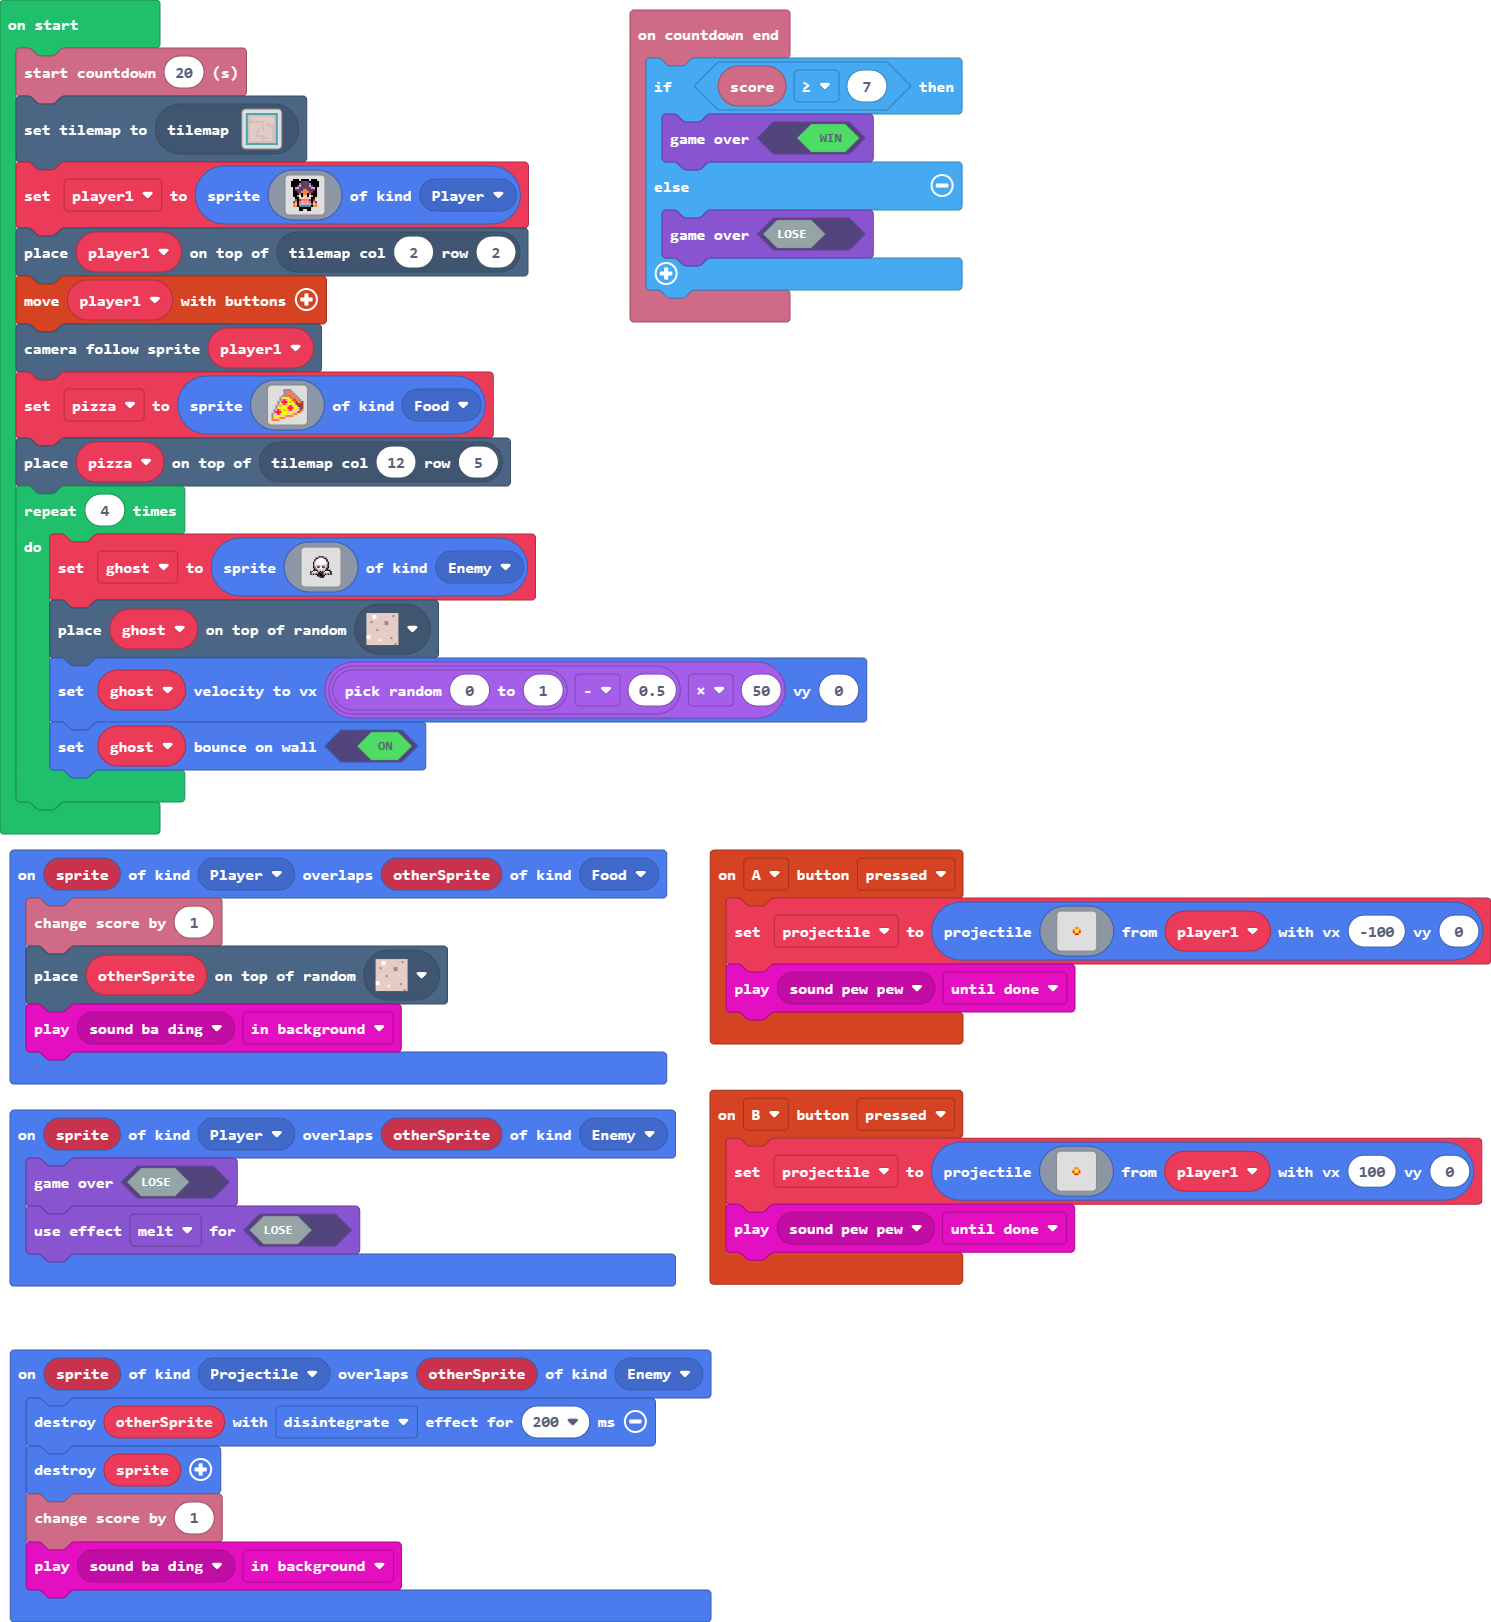 on start
start countdown 20 (s)
set tilemap to tilemap
set player1 to sprite of kind Player
place player1 on top of tilemap col 2 row 2
move player1 with buttons
camera follow sprite player1
set pizza to sprite of kind Food
place pizza on top of tilemap col 12 row 5
repeat 4 times
do
set ghost to sprite of kind Enemy
place ghost on top of random
set ghost velocity to vx pick random 0 to 1 - 0.5 × 50 vy 0
set ghost bounce on wall ON
on countdown end
if score ≥ 7 then
game over WIN
else
game over LOSE
on sprite of kind Player overlaps otherSprite of kind Food
change score by 1
place otherSprite on top of random
play sound ba ding in background
on sprite of kind Player overlaps otherSprite of kind Enemy
game over LOSE
use effect melt for LOSE
on A button pressed
set projectile to projectile from player1 with vx -100 vy 0
play sound pew pew until done
on B button pressed
set projectile to projectile from player1 with vx 100 vy 0
play sound pew pew until done
on sprite of kind Projectile overlaps otherSprite of kind Enemy
destroy otherSprite with disintegrate effect for 200 ms
destroy sprite
change score by 1
play sound ba ding in background